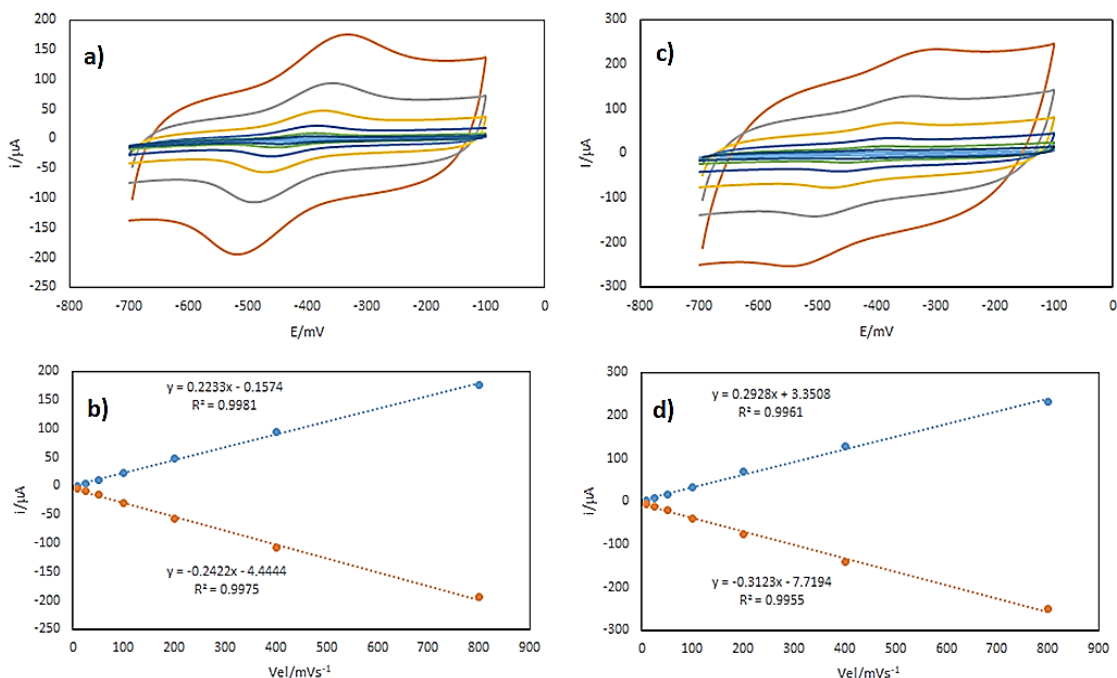 a)
i/µA
200
150
100
50
0
-50
-100
-150
-200
-250
-800 -700 -600 -500 -400 -300 -200 -100 0
E/mV
c)
I/µA
300
200
100
0
-100
-200
-300
-800 -700 -600 -500 -400 -300 -200 -100 0
E/mV
b)
i/µA
200
150
100
50
0
-50
-100
-150
-200
-250
y = 0.2233x - 0.1574
R² = 0.9981
y = -0.2422x - 4.4444
R² = 0.9975
0 100 200 300 400 500 600 700 800 900
Vel/mVs⁻¹
d)
i/µA
300
200
100
0
-100
-200
-300
y = 0.2928x + 3.3508
R² = 0.9961
y = -0.3123x - 7.7194
R² = 0.9955
0 100 200 300 400 500 600 700 800 900
Vel/mVs⁻¹